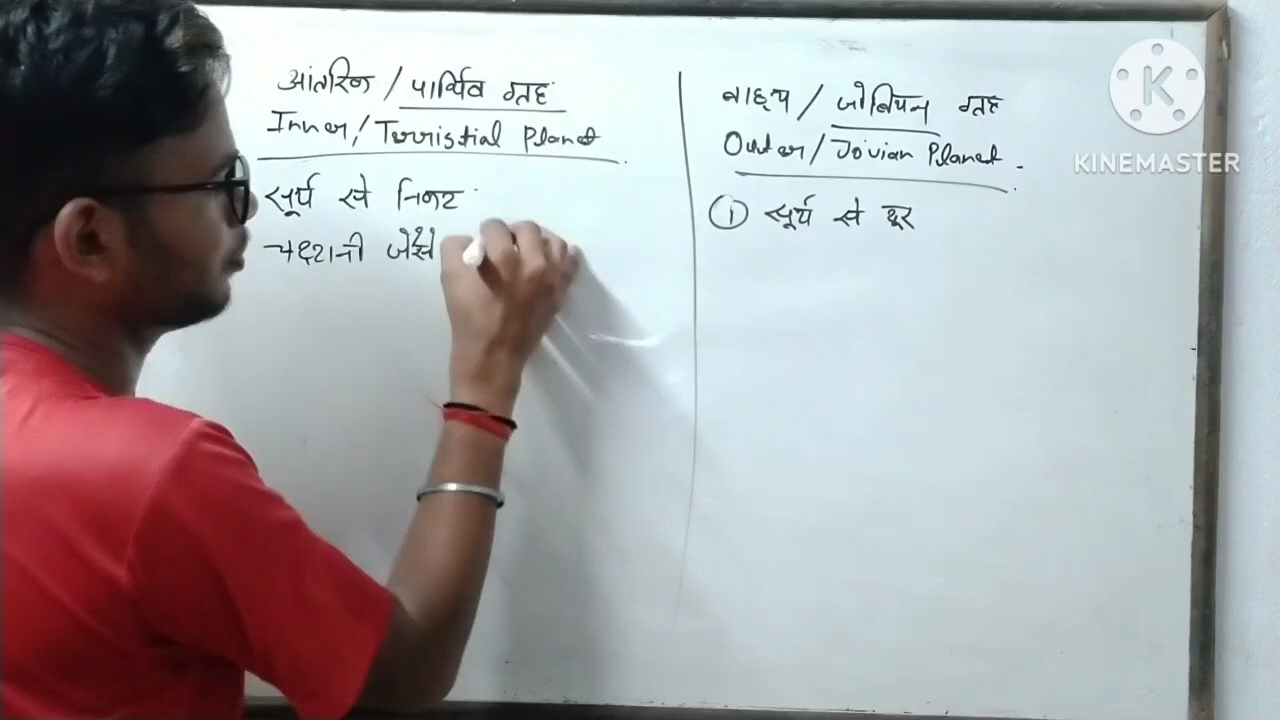 आंतरिक / पार्थिव ग्रह
Inner / Terristial Planet
सूर्य से निकट
चट्टानी जैसे
बाह्य / जोवियन ग्रह
Outer / Jovian Planet
① सूर्य से दूर
K
KINEMASTER